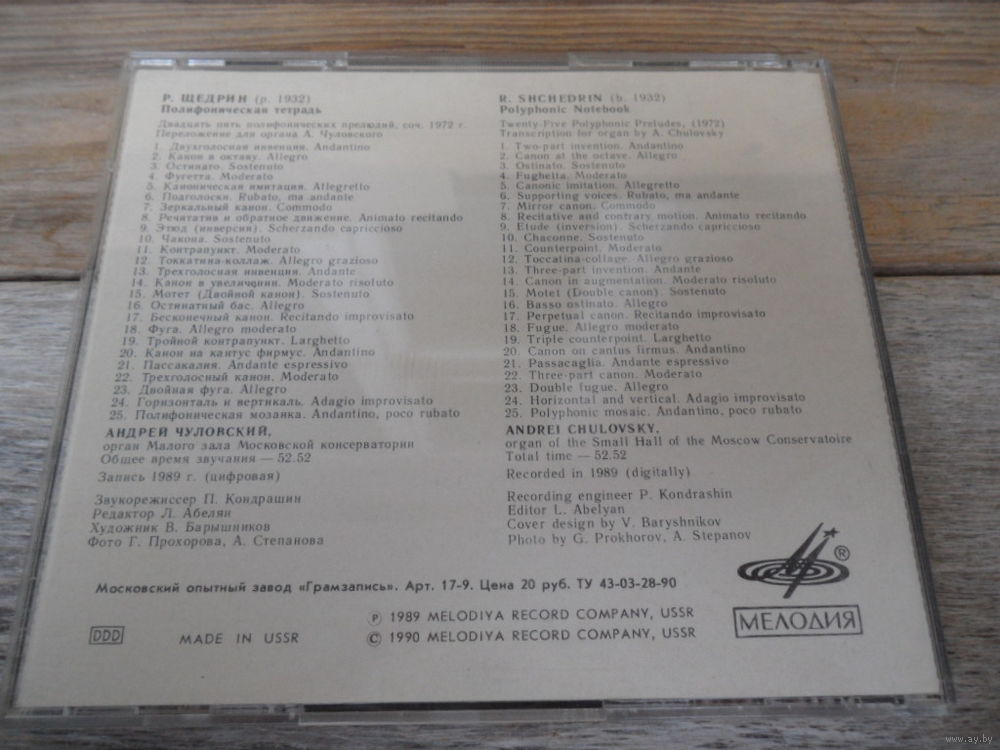 Р. ЩЕДРИН (р. 1932)
Полифоническая тетрадь
Двадцать пять полифонических прелюдий, соч. 1972 г.
Переложение для органа А. Чуловского
1. Двухголосная инвенция. Andantino
2. Канон в октаву. Allegro
3. Остинато. Sostenuto
4. Фугетта. Moderato
5. Каноническая имитация. Allegretto
6. Подголоски. Rubato, ma andante
7. Зеркальный канон. Commodo
8. Речитатив и обратное движение. Animato recitando
9. Этюд (инверсия). Scherzando capriccioso
10. Чакона. Sostenuto
11. Контрапункт. Moderato
12. Токкатина-коллаж. Allegro grazioso
13. Трехголосная инвенция. Andante
14. Канон в увеличении. Moderato risoluto
15. Мотет (Двойной канон). Sostenuto
16. Остинатный бас. Allegro
17. Бесконечный канон. Recitando improvisato
18. Фуга. Allegro moderato
19. Тройной контрапункт. Larghetto
20. Канон на кантус фирмус. Andantino
21. Пассакалия. Andante espressivo
22. Трехголосный канон. Moderato
23. Двойная фуга. Allegro
24. Горизонталь и вертикаль. Adagio improvisato
25. Полифоническая мозаика. Andantino, poco rubato
АНДРЕЙ ЧУЛОВСКИЙ,
орган Малого зала Московской консерватории
Общее время звучания — 52.52
Запись 1989 г. (цифровая)
Звукорежиссер П. Кондрашин
Редактор Л. Абелян
Художник В. Барышников
Фото Г. Прохорова, А. Степанова
R. SHCHEDRIN (b. 1932)
Polyphonic Notebook
Twenty-Five Polyphonic Preludes, (1972)
Transcription for organ by A. Chulovsky
1. Two-part invention. Andantino
2. Canon at the octave. Allegro
3. Ostinato. Sostenuto
4. Fughetta. Moderato
5. Canonic imitation. Allegretto
6. Supporting voices. Rubato, ma andante
7. Mirror canon. Commodo
8. Recitative and contrary motion. Animato recitando
9. Etude (inversion). Scherzando capriccioso
10. Chaconne. Sostenuto
11. Counterpoint. Moderato
12. Toccatina-collage. Allegro grazioso
13. Three-part invention. Andante
14. Canon in augmentation. Moderato risoluto
15. Motet (Double canon). Sostenuto
16. Basso ostinato. Allegro
17. Perpetual canon. Recitando improvisato
18. Fugue. Allegro moderato
19. Triple counterpoint. Larghetto
20. Canon on cantus firmus. Andantino
21. Passacaglia. Andante espressivo
22. Three-part canon. Moderato
23. Double fugue. Allegro
24. Horizontal and vertical. Adagio improvisato
25. Polyphonic mosaic. Andantino, poco rubato
ANDREI CHULOVSKY,
organ of the Small Hall of the Moscow Conservatoire
Total time — 52.52
Recorded in 1989 (digitally)
Recording engineer P. Kondrashin
Editor L. Abelyan
Cover design by V. Baryshnikov
Photo by G. Prokhorov, A. Stepanov
®
Московский опытный завод «Грамзапись». Арт. 17-9. Цена 20 руб. ТУ 43-03-28-90
℗ 1989 MELODIYA RECORD COMPANY, USSR
© 1990 MELODIYA RECORD COMPANY, USSR
DDD
MADE IN USSR
МЕЛОДИЯ
www.ay.by